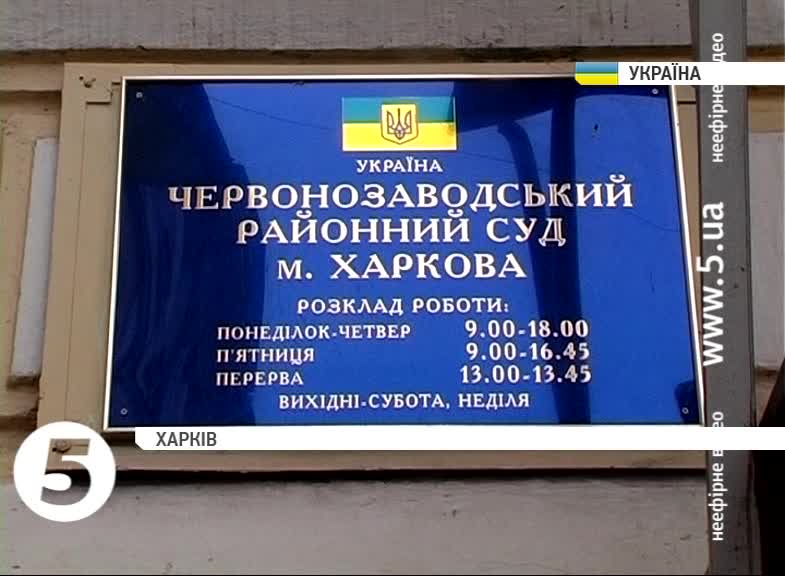 УКРАЇНА
УКРАЇНА
ЧЕРВОНОЗАВОДСЬКИЙ
РАЙОННИЙ СУД
м. ХАРКОВА
РОЗКЛАД РОБОТИ:
ПОНЕДІЛОК-ЧЕТВЕР 9.00-18.00
П'ЯТНИЦЯ 9.00-16.45
ПЕРЕРВА 13.00-13.45
ВИХІДНІ-СУБОТА, НЕДІЛЯ
ХАРКІВ
5
неефірне відео
www.5.ua
неефірне відео